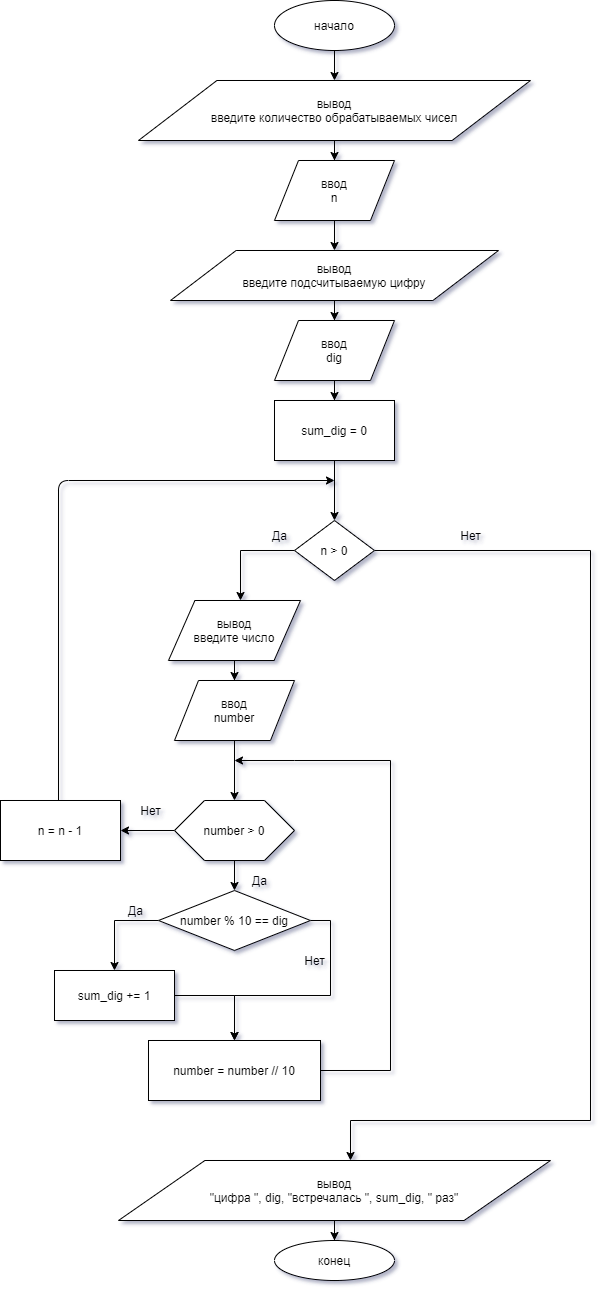 начало
вывод
введите количество обрабатываемых чисел
ввод
n
вывод
введите подсчитываемую цифру
ввод
dig
sum_dig = 0
n > 0
Да
Нет
вывод
введите число
ввод
number
number > 0
Нет
n = n - 1
Да
number % 10 == dig
Да
Нет
sum_dig += 1
number = number // 10
вывод
"цифра ", dig, "встречалась ", sum_dig, " раз"
конец